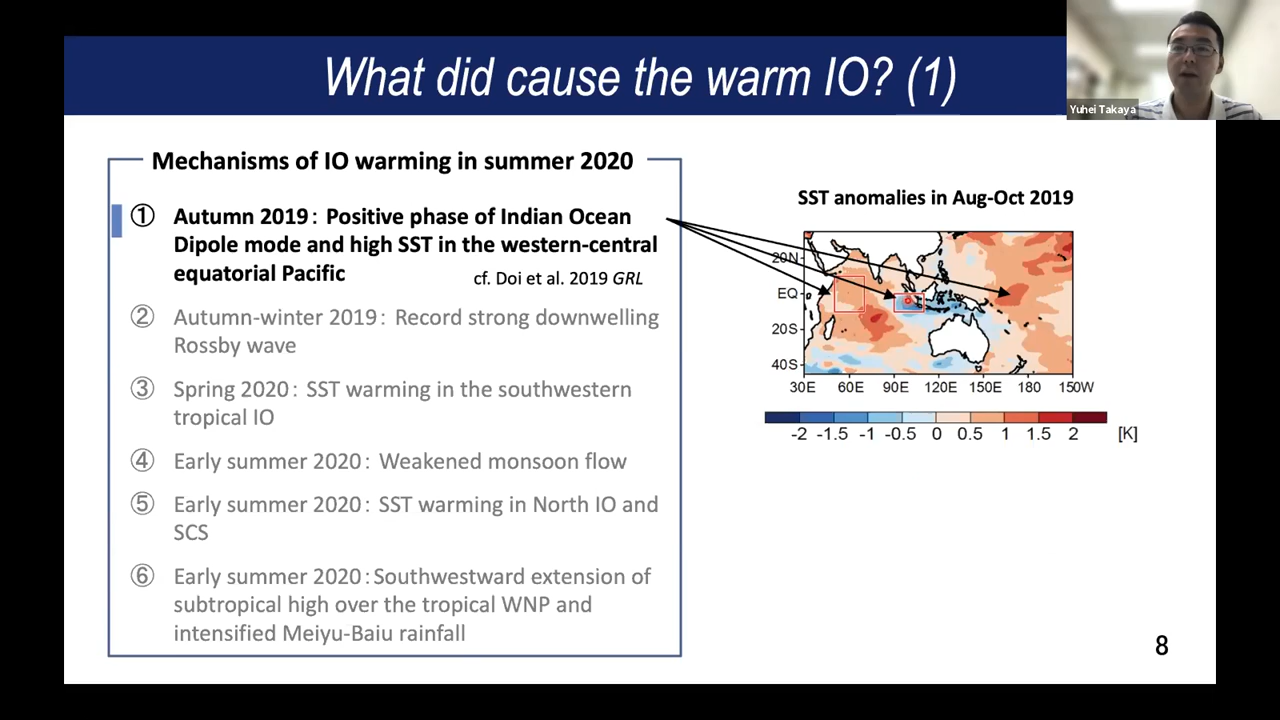 What did cause the warm IO? (1)
Yuhei Takaya
Mechanisms of IO warming in summer 2020
① Autumn 2019: Positive phase of Indian Ocean
Dipole mode and high SST in the western-central
equatorial Pacific cf. Doi et al. 2019 GRL
② Autumn-winter 2019: Record strong downwelling
Rossby wave
③ Spring 2020: SST warming in the southwestern
tropical IO
④ Early summer 2020: Weakened monsoon flow
⑤ Early summer 2020: SST warming in North IO and
SCS
⑥ Early summer 2020:Southwestward extension of
subtropical high over the tropical WNP and
intensified Meiyu-Baiu rainfall
SST anomalies in Aug-Oct 2019
20N
EQ
20S
40S
30E 60E 90E 120E 150E 180 150W
-2 -1.5 -1 -0.5 0 0.5 1 1.5 2 [K]
8